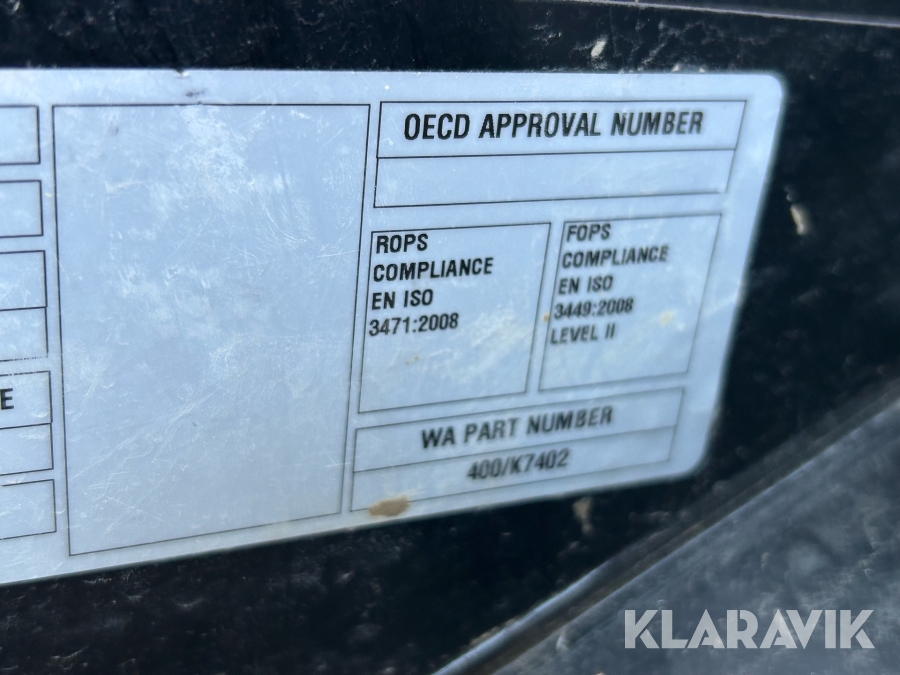 OECD APPROVAL NUMBER
ROPS
COMPLIANCE
EN ISO
3471:2008
FOPS
COMPLIANCE
EN ISO
3449:2008
LEVEL II
E
WA PART NUMBER
400/K7402
KLARAVIK